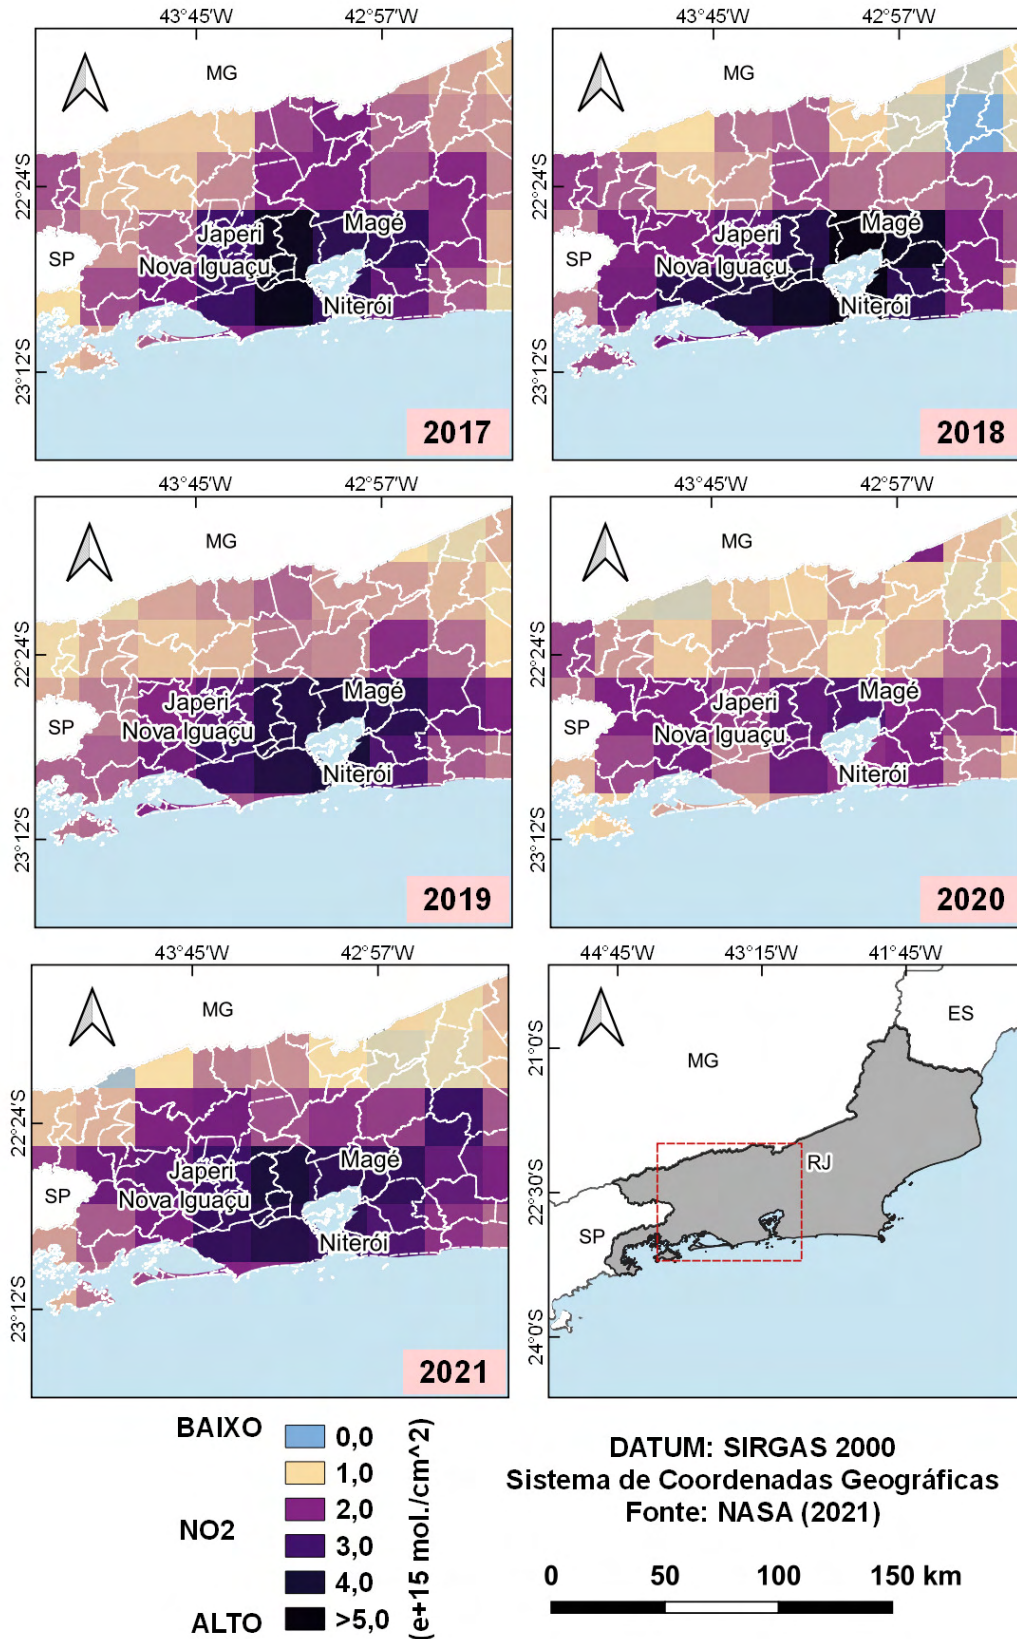 43°45'W 42°57'W
43°45'W 42°57'W
MG
MG
22°24'S
22°24'S
Japeri Magé
Japeri Magé
SP
SP
Nova Iguaçu
Nova Iguaçu
Niterói
Niterói
23°12'S
23°12'S
2017
2018
43°45'W 42°57'W
43°45'W 42°57'W
MG
MG
22°24'S
22°24'S
Japeri Magé
Japeri Magé
SP
SP
Nova Iguaçu
Nova Iguaçu
Niterói
Niterói
23°12'S
23°12'S
2019
2020
43°45'W 42°57'W
44°45'W 43°15'W 41°45'W
MG
ES
21°0'S
MG
22°24'S
Japeri Magé
RJ
SP
Nova Iguaçu
22°30'S
SP
Niterói
23°12'S
24°0'S
2021
BAIXO
0,0
1,0
2,0
NO2
3,0
4,0
ALTO
>5,0
(e+15 mol./cm^2)
DATUM: SIRGAS 2000
Sistema de Coordenadas Geográficas
Fonte: NASA (2021)
0 50 100 150 km